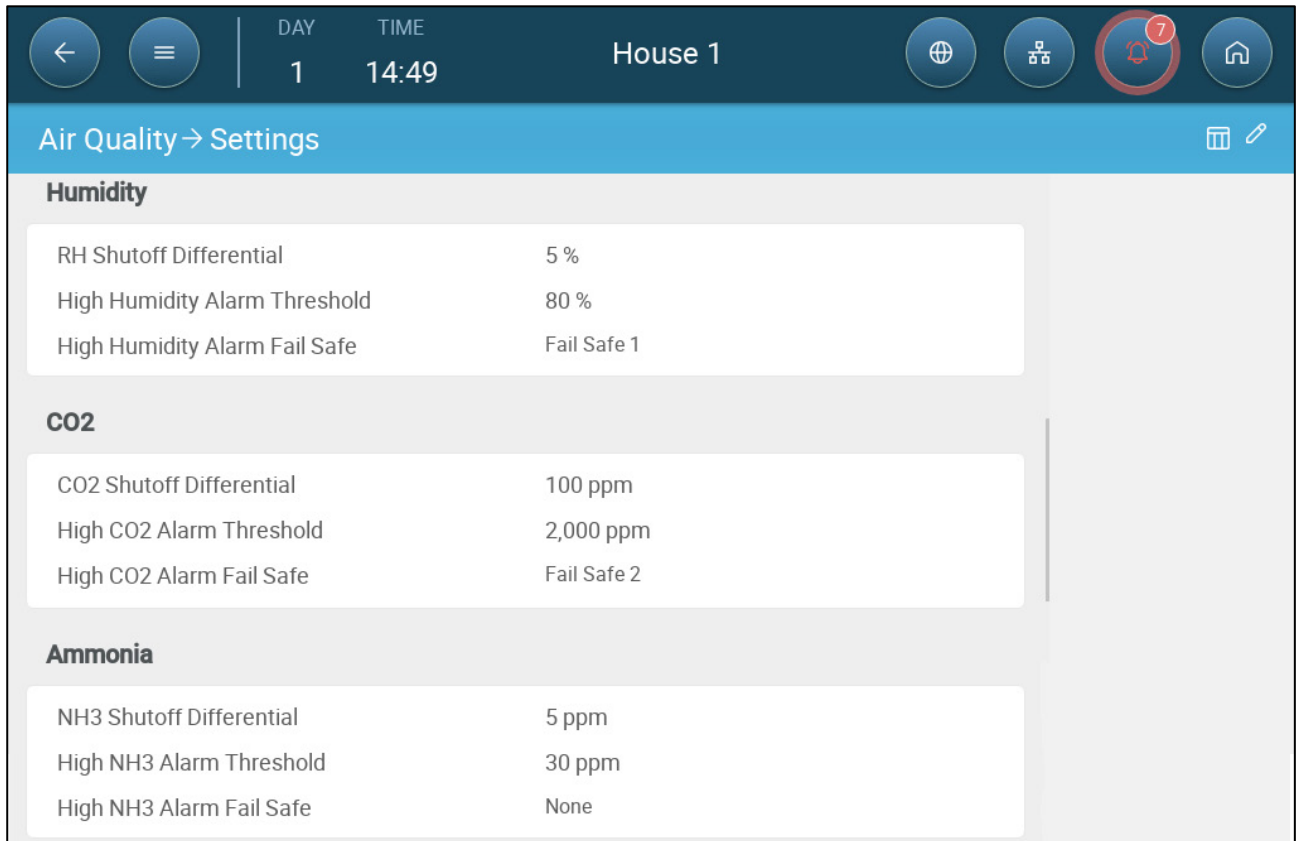 DAY TIME
1 14:49
House 1
7
Air Quality → Settings
Humidity
RH Shutoff Differential 5 %
High Humidity Alarm Threshold 80 %
High Humidity Alarm Fail Safe Fail Safe 1
CO2
CO2 Shutoff Differential 100 ppm
High CO2 Alarm Threshold 2,000 ppm
High CO2 Alarm Fail Safe Fail Safe 2
Ammonia
NH3 Shutoff Differential 5 ppm
High NH3 Alarm Threshold 30 ppm
High NH3 Alarm Fail Safe None